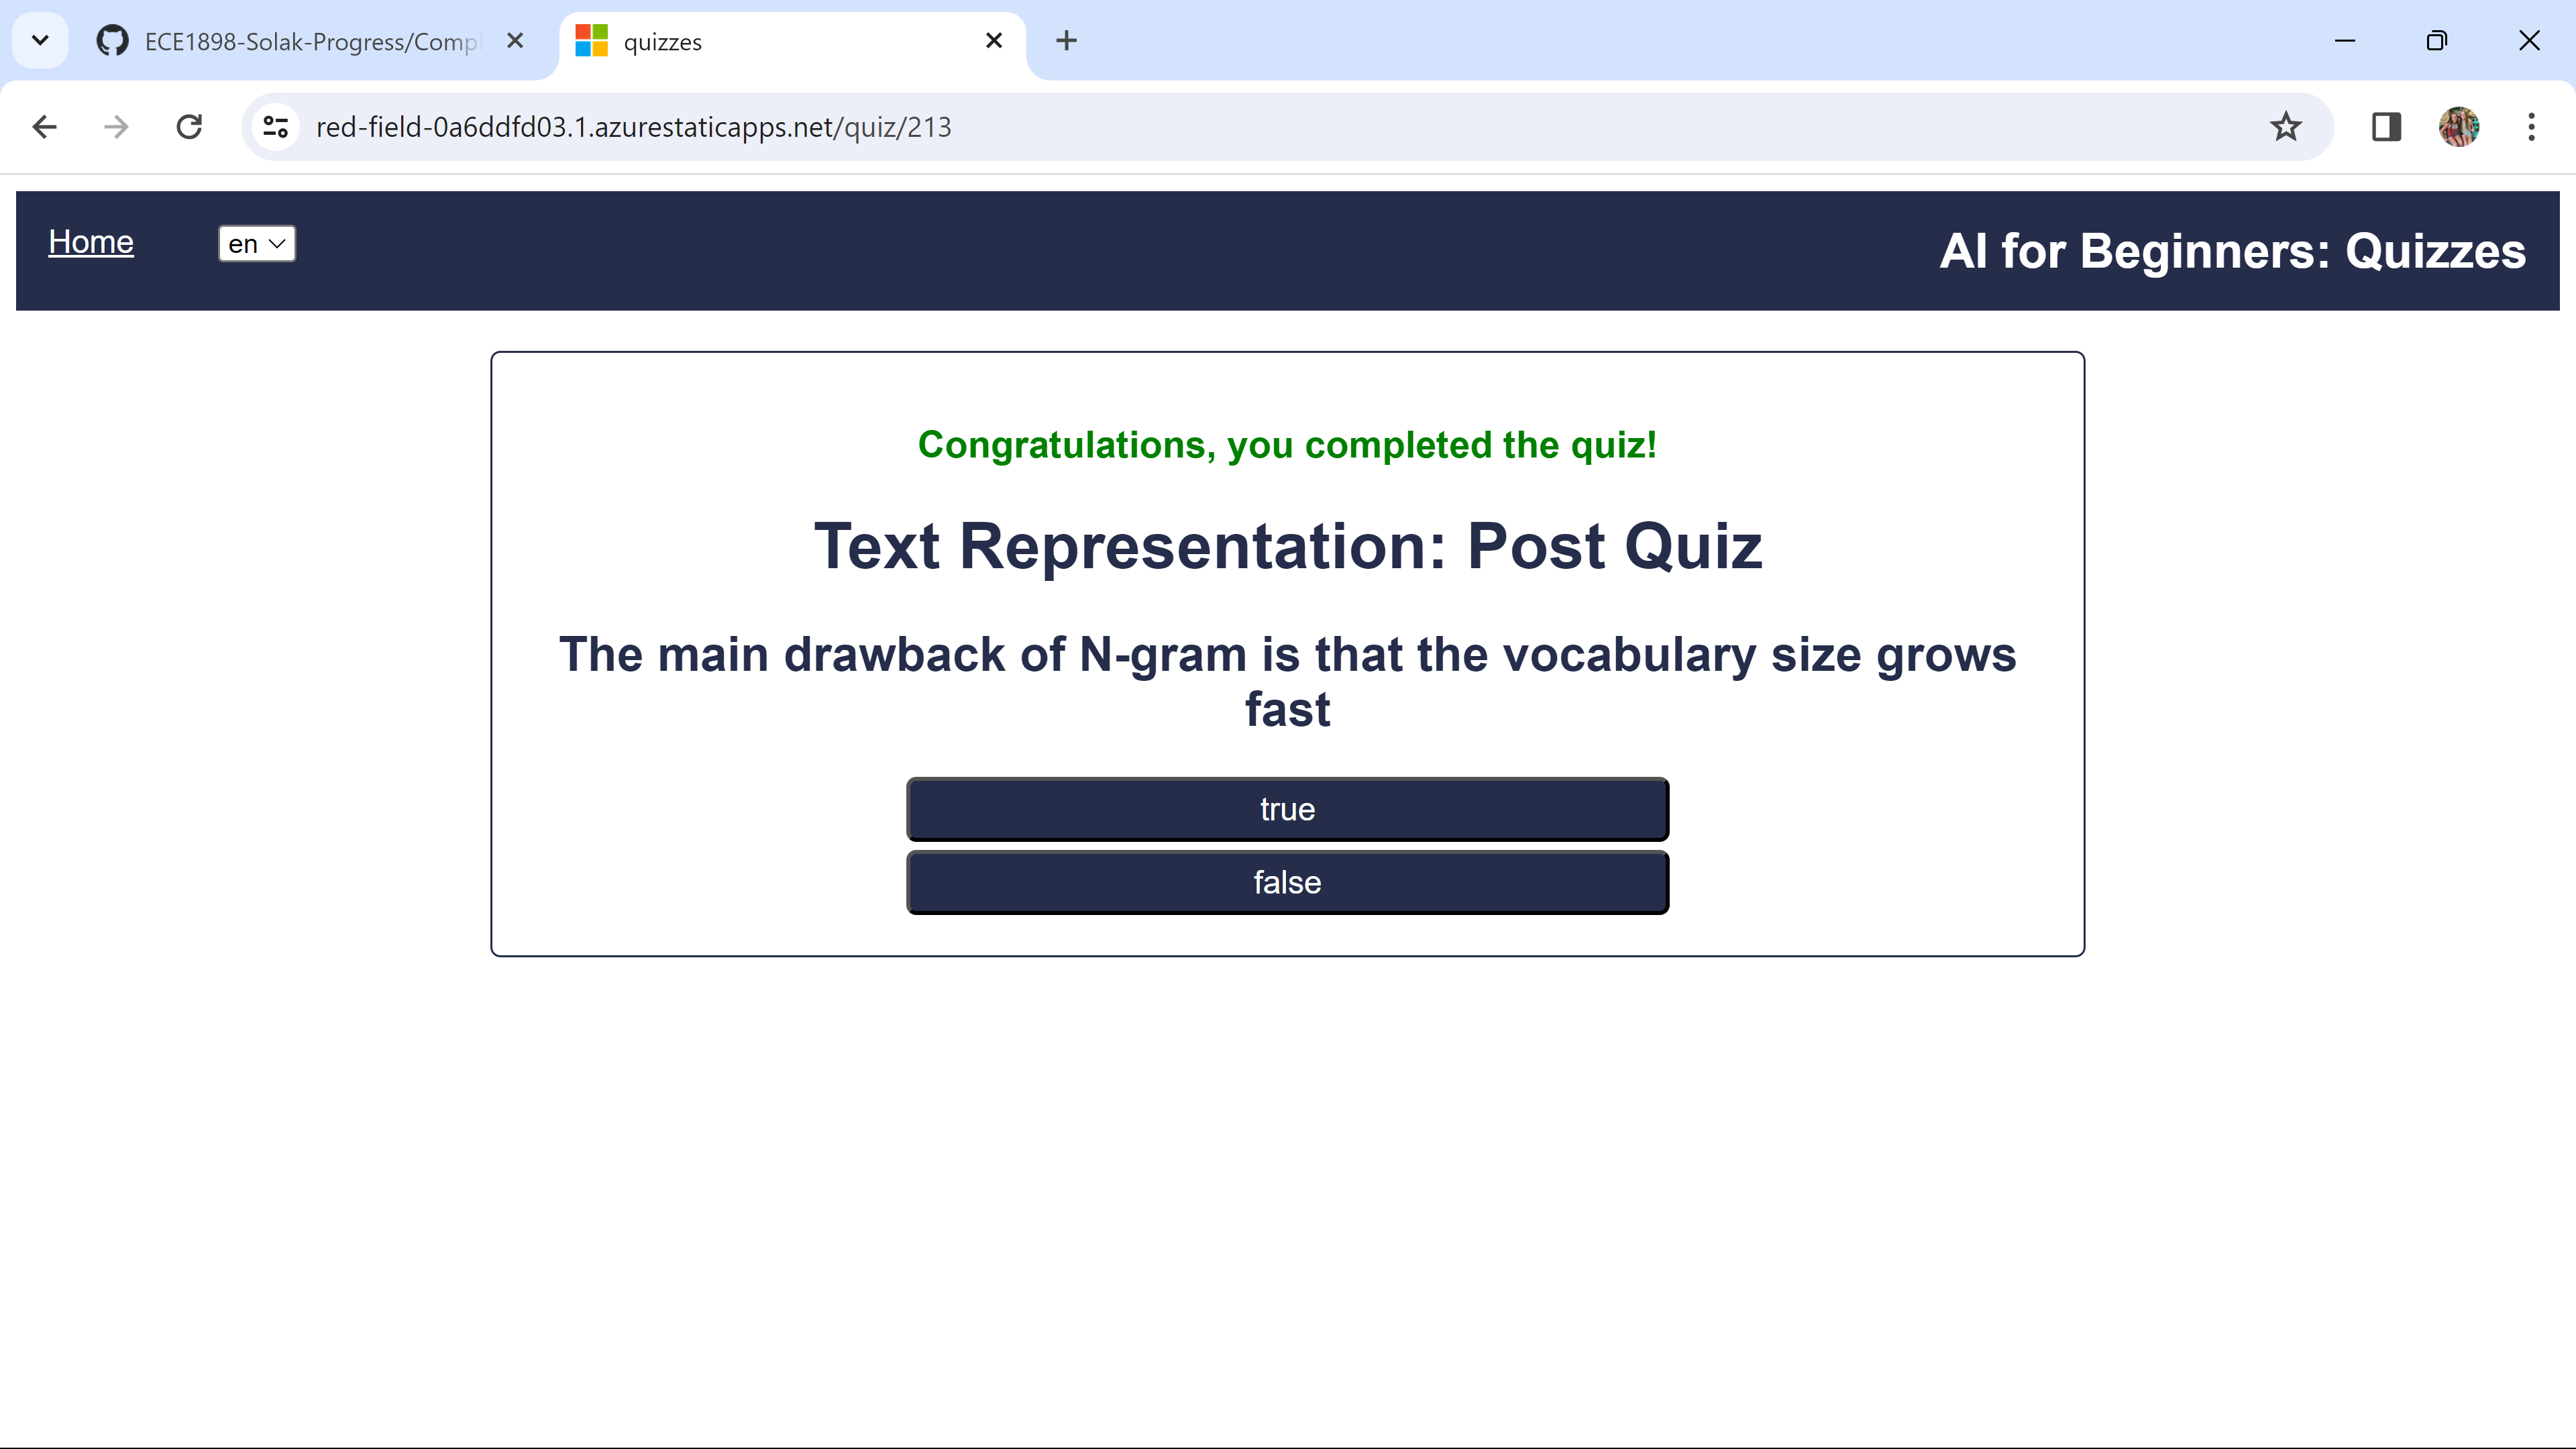 ECE1898-Solak-Progress/Comp
quizzes
red-field-0a6ddfd03.1.azurestaticapps.net/quiz/213
Home
en
AI for Beginners: Quizzes
Congratulations, you completed the quiz!
Text Representation: Post Quiz
The main drawback of N-gram is that the vocabulary size grows
fast
true
false